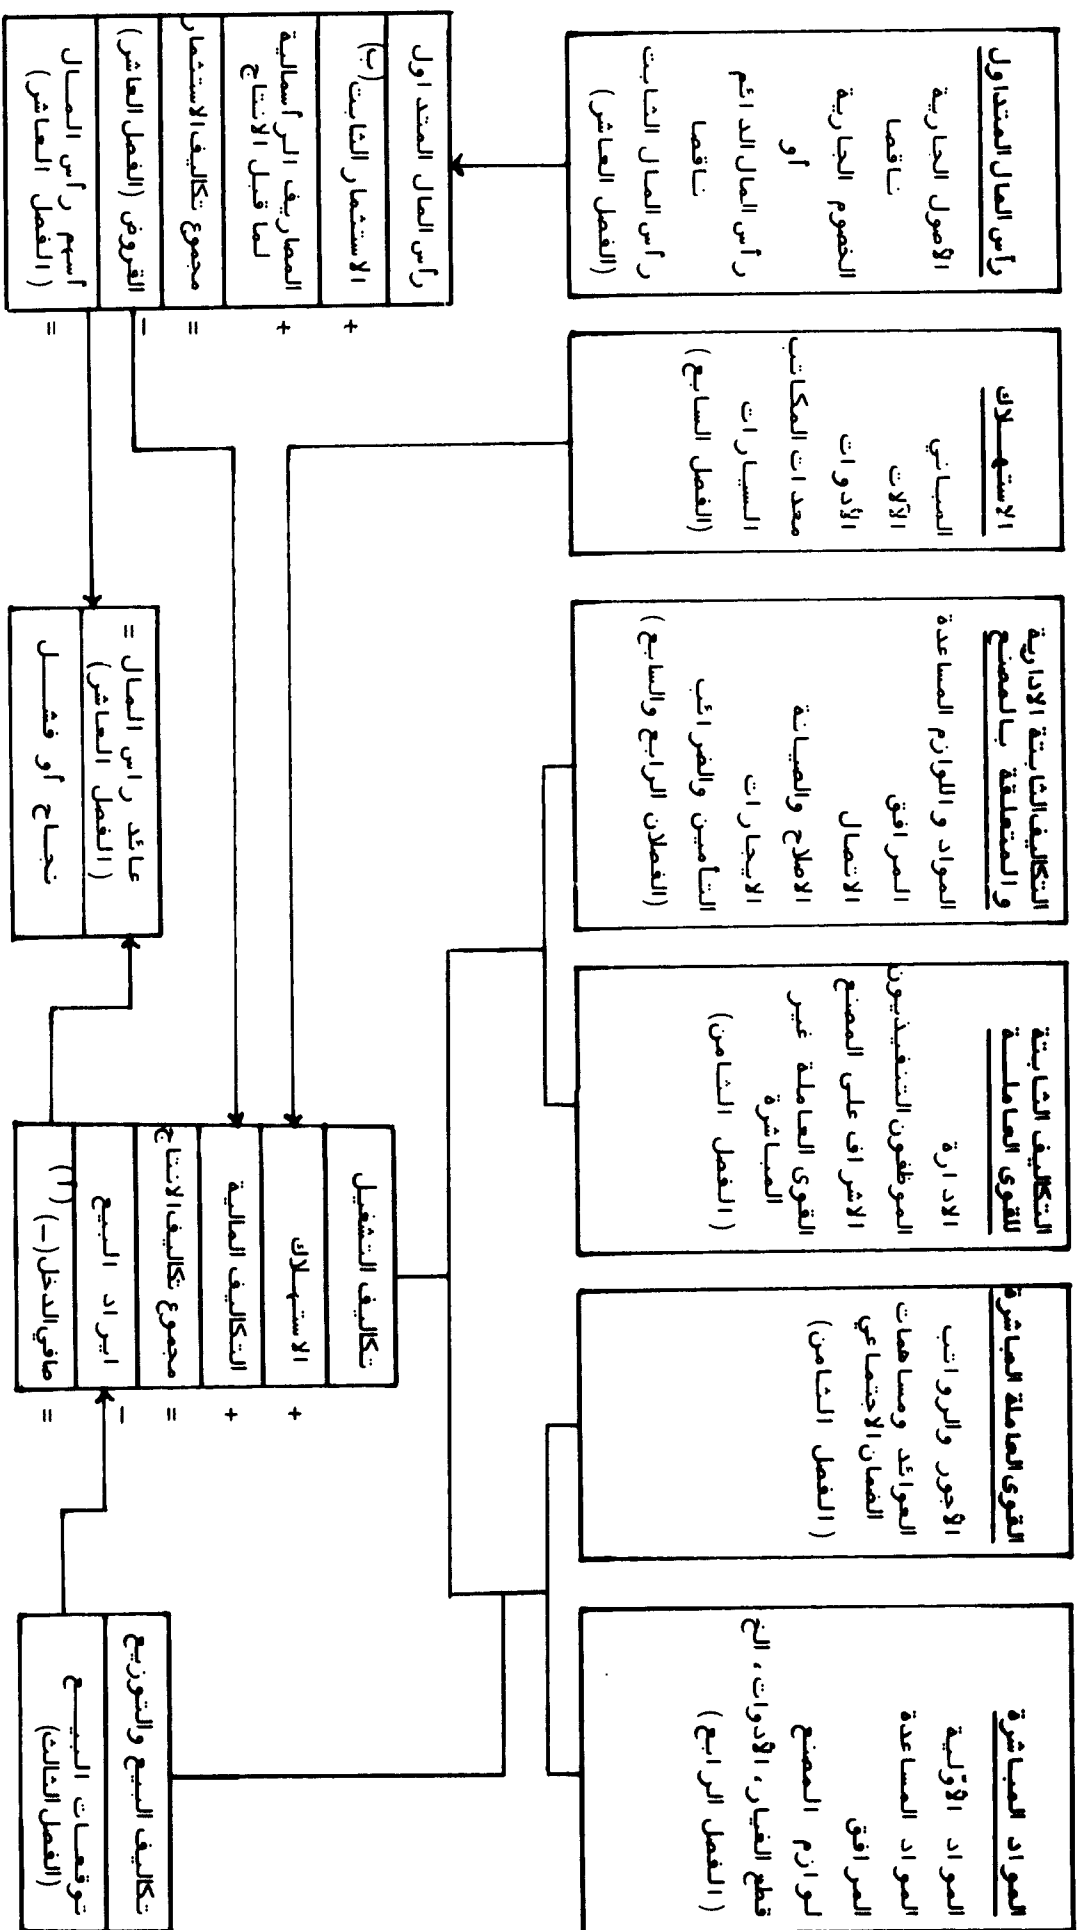 المواد المباشرة
المواد الأولية
المواد المساعدة
المرافق
لوازم المصنع
قطع الغيار، الأدوات، الخ
(الفصل الرابع)
القوى العاملة المباشرة
الأجور والرواتب
العوائد ومساهمات
الضمان الاجتماعي
(الفصل الثامن)
التكاليف الثابتة
للقوى العاملة
الادارة
الموظفون التنفيذيون
الاشراف على المصنع
القوى العاملة غير
المباشرة
(الفصل الثامن)
التكاليف الثابتة الادارية
والمتعلقة بالمصنع
المواد واللوازم المساعدة
المرافق
الاتصال
الاصلاح والصيانة
الايجارات
التأمين والضرائب
(الفصلان الرابع والسابع)
الاستهلاك
المباني
الآلات
الأدوات
معدات المكاتب
السيارات
(الفصل السابع)
رأس المال المتداول
الأصول الجارية
ناقصا
الخصوم الجارية
أو
رأس المال الدائم
ناقصا
رأس المال الثابت
(الفصل العاشر)
تكاليف البيع والتوزيع
توقعات البيع
(الفصل الثالث)
تكاليف التشغيل
+ الاستهلاك
+ التكاليف المالية
= مجموع تكاليف الانتاج
- ايراد البيع
= صافي الدخل (-) (أ)
عائد راس المال =
(الفصل العاشر)
نجاح أو فشل
رأس المال المتداول
+ الاستثمار الثابت (ب)
+ المصاريف الرأسمالية
لما قبل الانتاج
= مجموع تكاليف الاستثمار
- القروض (الفصل العاشر)
= أسهم رأس المال
(الفصل العاشر)